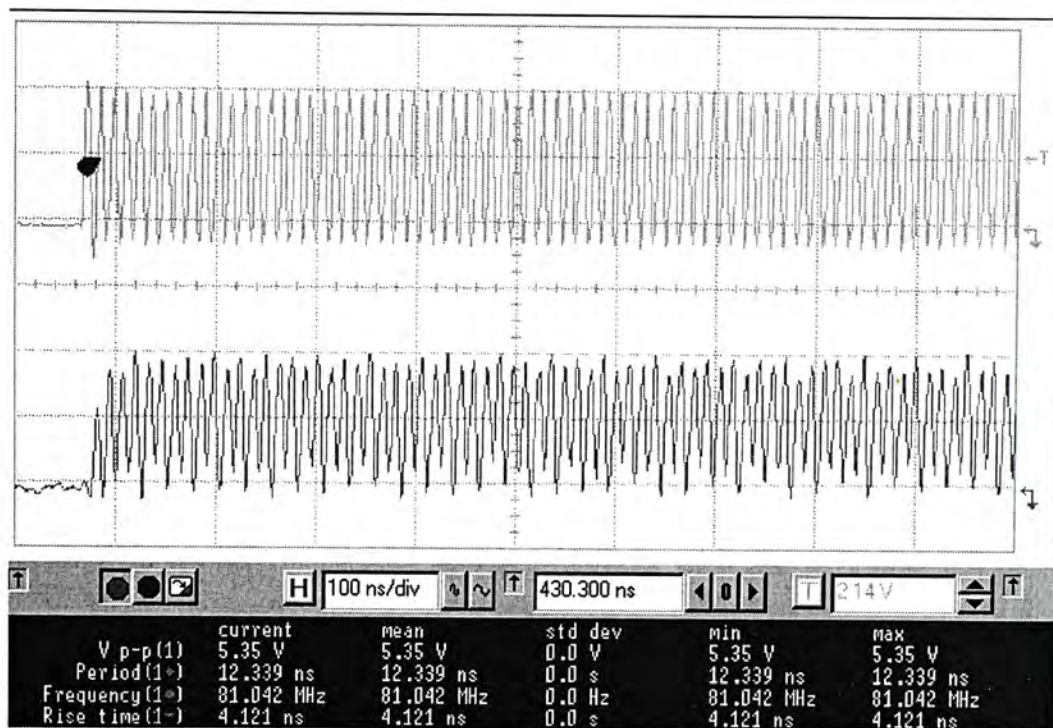 T
H 100 ns/div 430.300 ns 0 T 2.14 V
current mean std dev min max
V p-p(1) 5.35 V 5.35 V 0.0 V 5.35 V 5.35 V
Period(1) 12.339 ns 12.339 ns 0.0 s 12.339 ns 12.339 ns
Frequency(1) 81.042 MHz 81.042 MHz 0.0 Hz 81.042 MHz 81.042 MHz
Rise time(1) 4.121 ns 4.121 ns 0.0 s 4.121 ns 4.121 ns